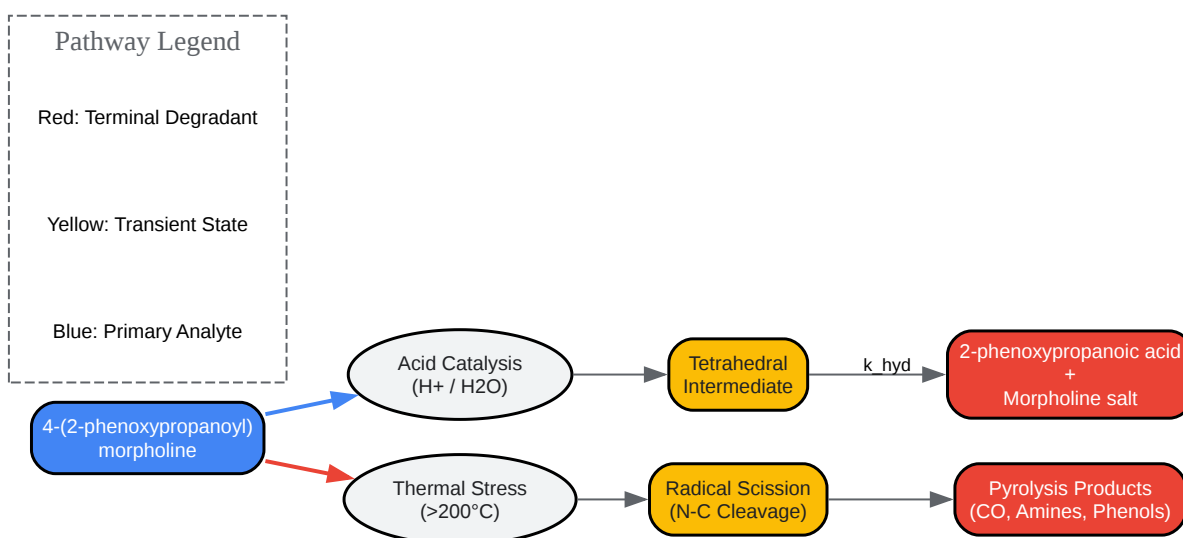 Pathway Legend
Red: Terminal Degradant
Yellow: Transient State
Blue: Primary Analyte
4-(2-phenoxypropanoyl)
morpholine
Acid Catalysis
(H+ / H2O)
Tetrahedral
Intermediate
k_hyd
2-phenoxypropanoic acid
+
Morpholine salt
Thermal Stress
(>200°C)
Radical Scission
(N-C Cleavage)
Pyrolysis Products
(CO, Amines, Phenols)